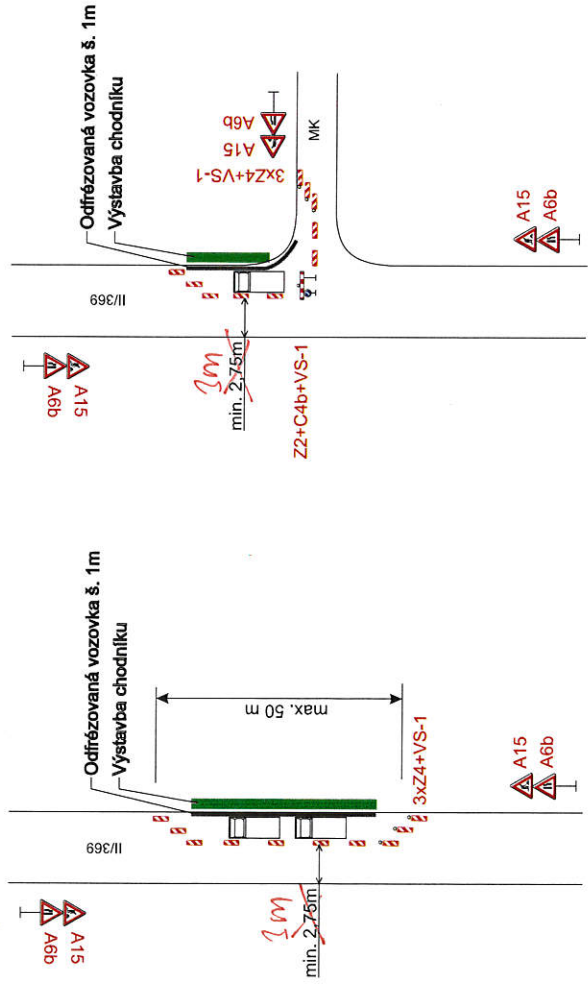 Odfrézovaná vozovka š. 1m
Výstavba chodníku
II/369
A6b
A15
min. 2,75m
3m
max. 50 m
3xZ4+VS-1
A15
A6b
Odfrézovaná vozovka š. 1m
Výstavba chodníku
II/369
A6b
A15
min. 2,75m
3m
Z2+C4b+VS-1
3xZ4+VS-1
A15
A6b
MK
A15
A6b